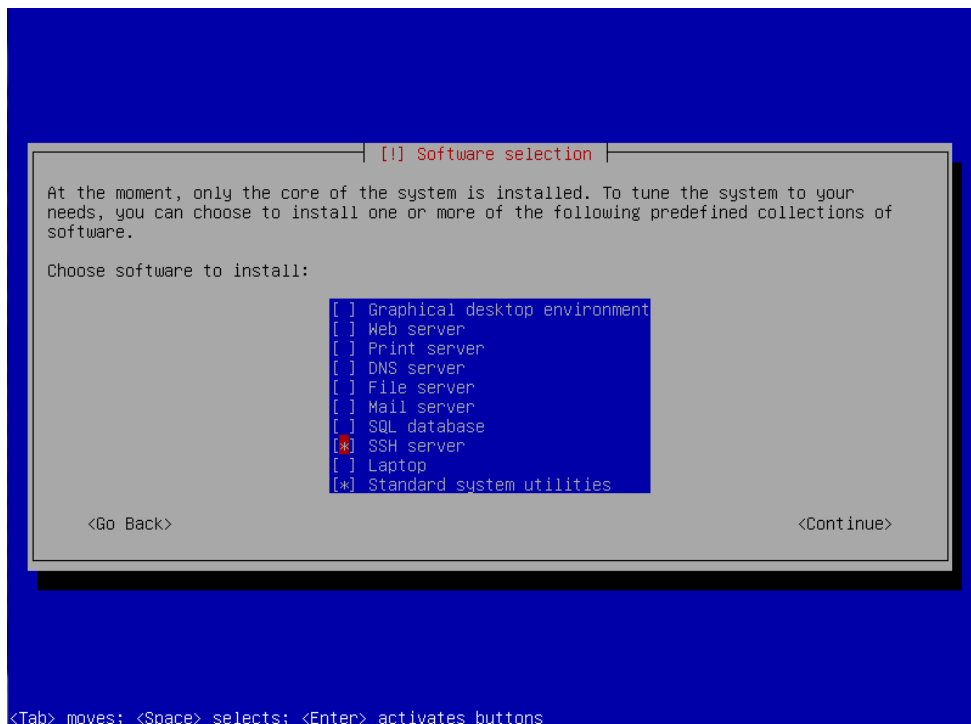 [!] Software selection
At the moment, only the core of the system is installed. To tune the system to your
needs, you can choose to install one or more of the following predefined collections of
software.
Choose software to install:
[ ] Graphical desktop environment
[ ] Web server
[ ] Print server
[ ] DNS server
[ ] File server
[ ] Mail server
[ ] SQL database
[*] SSH server
[ ] Laptop
[*] Standard system utilities
<Go Back> <Continue>
<Tab> moves; <Space> selects; <Enter> activates buttons